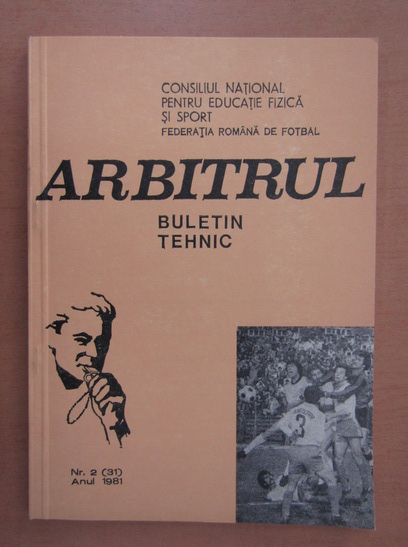 CONSILIUL NAȚIONAL
PENTRU EDUCAȚIE FIZICĂ
ȘI SPORT
FEDERAȚIA ROMÂNĂ DE FOTBAL
ARBITRUL
BULETIN
TEHNIC
3
Nr. 2 (31)
Anul 1981